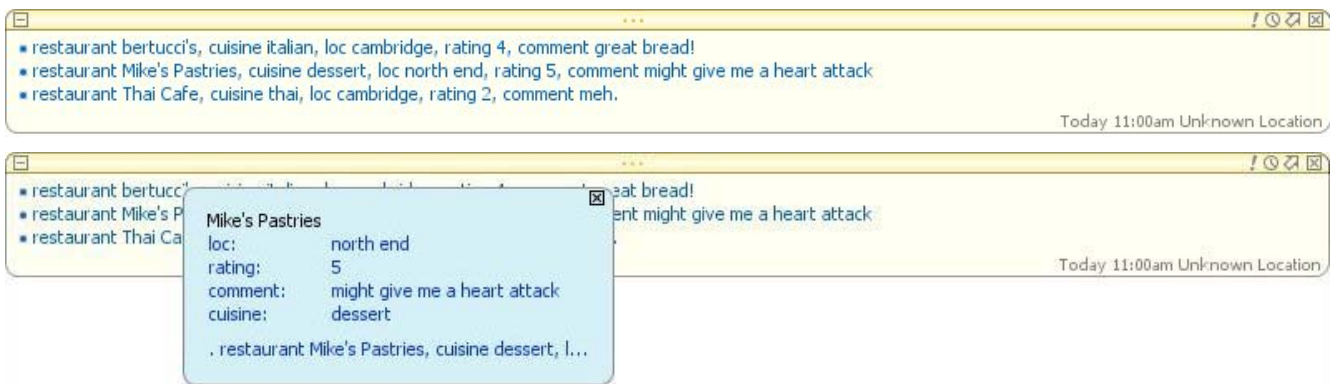 ...
restaurant bertucci's, cuisine italian, loc cambridge, rating 4, comment great bread!
restaurant Mike's Pastries, cuisine dessert, loc north end, rating 5, comment might give me a heart attack
restaurant Thai Cafe, cuisine thai, loc cambridge, rating 2, comment meh.
Today 11:00am Unknown Location
...
restaurant bertucc eat bread!
restaurant Mike's P ent might give me a heart attack
restaurant Thai Ca
Today 11:00am Unknown Location
Mike's Pastries
loc: north end
rating: 5
comment: might give me a heart attack
cuisine: dessert
. restaurant Mike's Pastries, cuisine dessert, l...